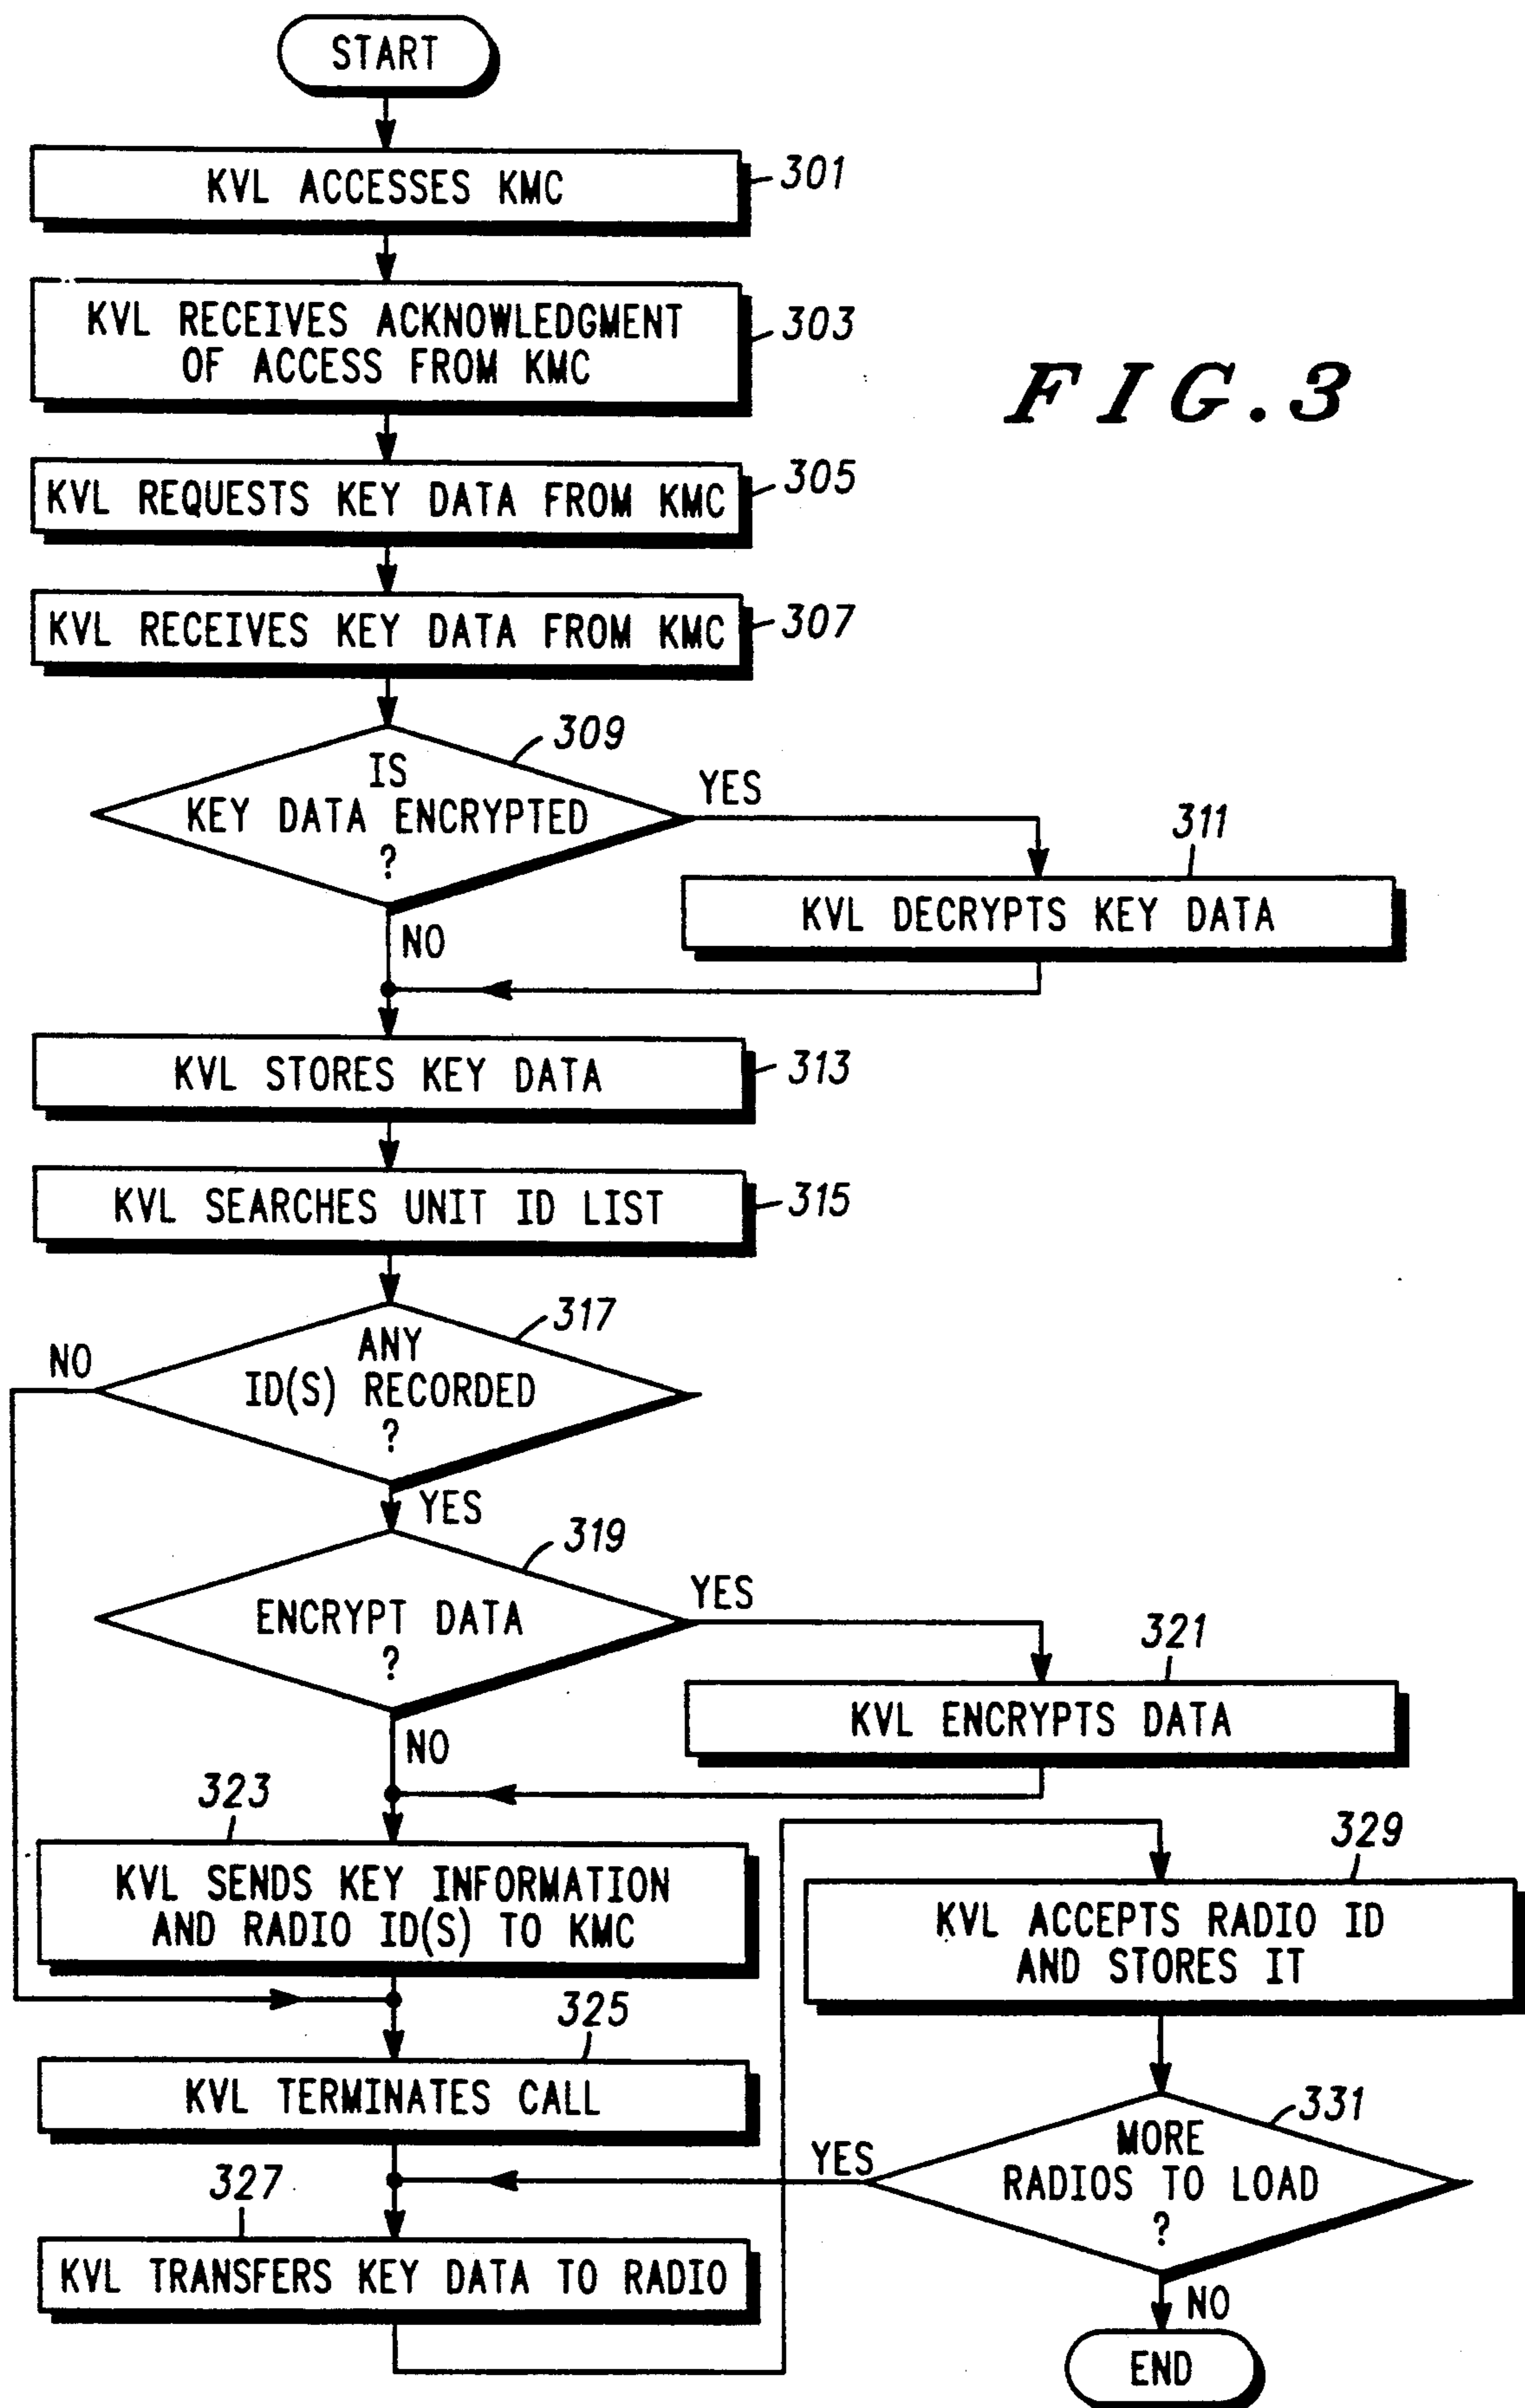 START
KVL ACCESSES KMC
301
KVL RECEIVES ACKNOWLEDGMENT
OF ACCESS FROM KMC
303
FIG.3
KVL REQUESTS KEY DATA FROM KMC
305
KVL RECEIVES KEY DATA FROM KMC
307
309
IS
KEY DATA ENCRYPTED
?
YES
311
KVL DECRYPTS KEY DATA
NO
KVL STORES KEY DATA
313
KVL SEARCHES UNIT ID LIST
315
317
ANY
ID(S) RECORDED
?
NO
YES
319
ENCRYPT DATA
?
YES
321
KVL ENCRYPTS DATA
NO
323
KVL SENDS KEY INFORMATION
AND RADIO ID(S) TO KMC
325
KVL TERMINATES CALL
327
KVL TRANSFERS KEY DATA TO RADIO
329
KVL ACCEPTS RADIO ID
AND STORES IT
331
MORE
RADIOS TO LOAD
?
YES
NO
END